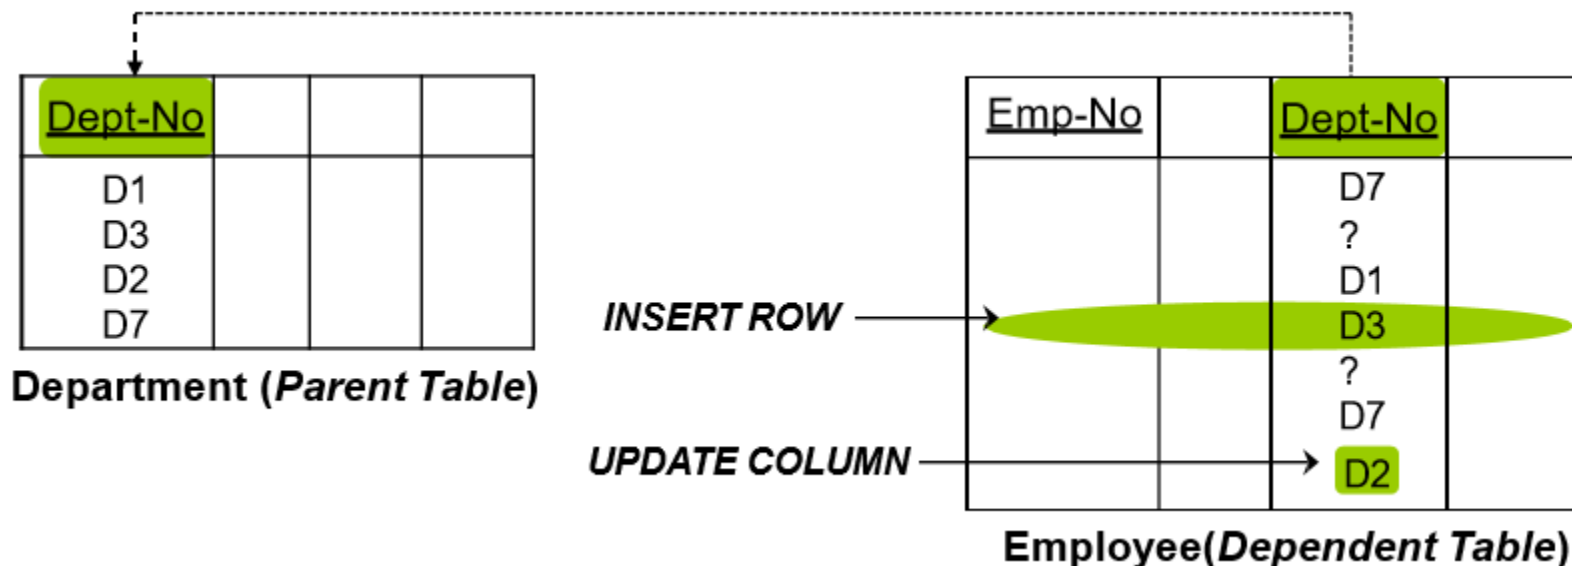 Dept-No
D1
D3
D2
D7
Department (Parent Table)
INSERT ROW
UPDATE COLUMN
Emp-No
Dept-No
D7
?
D1
D3
?
D7
D2
Employee(Dependent Table)